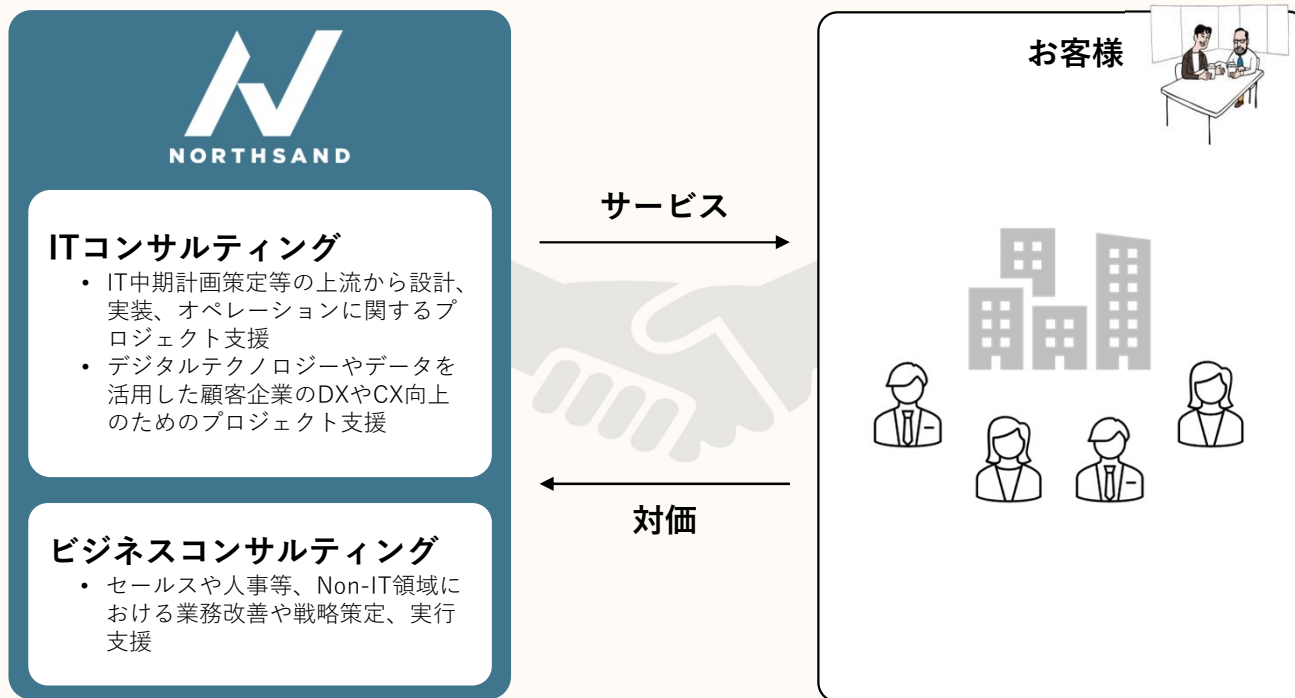 NORTHSAND
ITコンサルティング
• IT中期計画策定等の上流から設計、
実装、オペレーションに関するプ
ロジェクト支援
• デジタルテクノロジーやデータを
活用した顧客企業のDXやCX向上
のためのプロジェクト支援
ビジネスコンサルティング
• セールスや人事等、Non-IT領域に
おける業務改善や戦略策定、実行
支援
サービス
対価
お客様